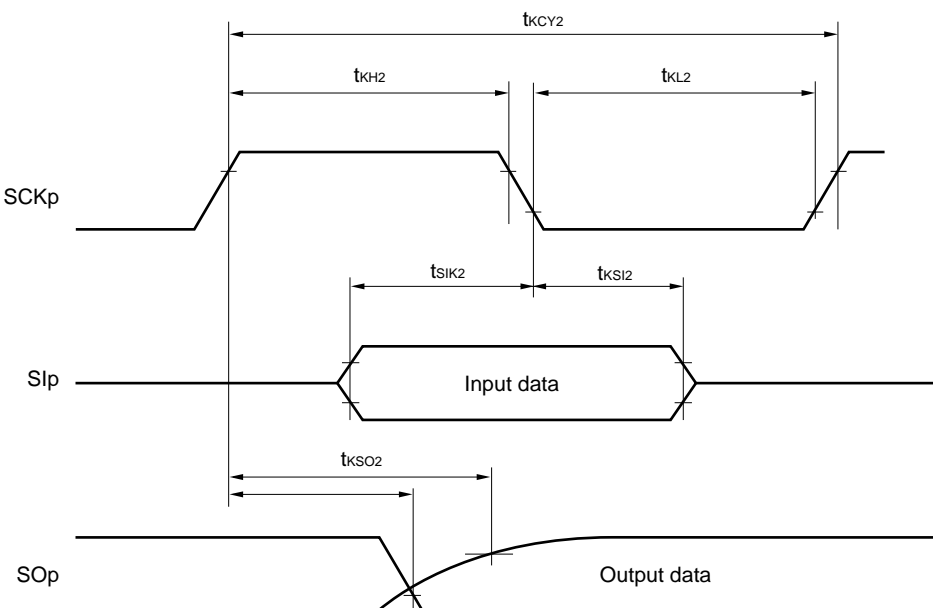 tKCY2
tKH2
tKL2
SCKp
tSIK2
tKSI2
SIp
Input data
tKSO2
SOp
Output data